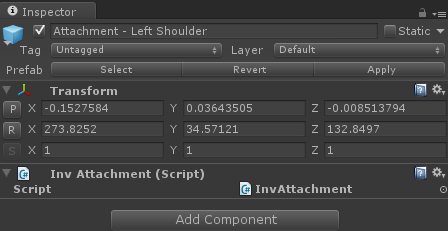 Inspector
Attachment - Left Shoulder Static
Tag Untagged Layer Default
Prefab Select Revert Apply
Transform
P X -0.1527584 Y 0.03643505 Z -0.008513794
R X 273.8252 Y 34.57121 Z 132.8497
S X 1 Y 1 Z 1
Inv Attachment (Script)
Script InvAttachment
Add Component